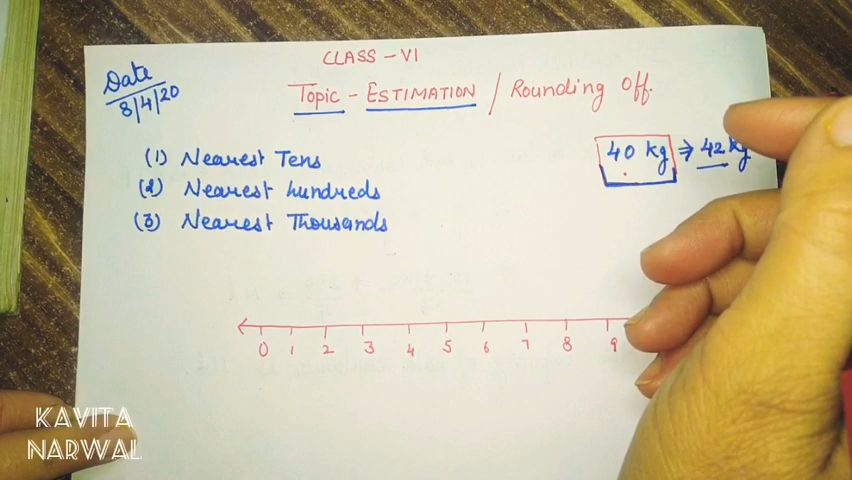 CLASS - VI
Date
8/4/20
Topic - ESTIMATION / Rounding Off.
(1) Nearest Tens
40 kg ⇒ 42 kg
(2) Nearest hundreds
(3) Nearest Thousands
0 1 2 3 4 5 6 7 8 9
KAVITA
NARWAL